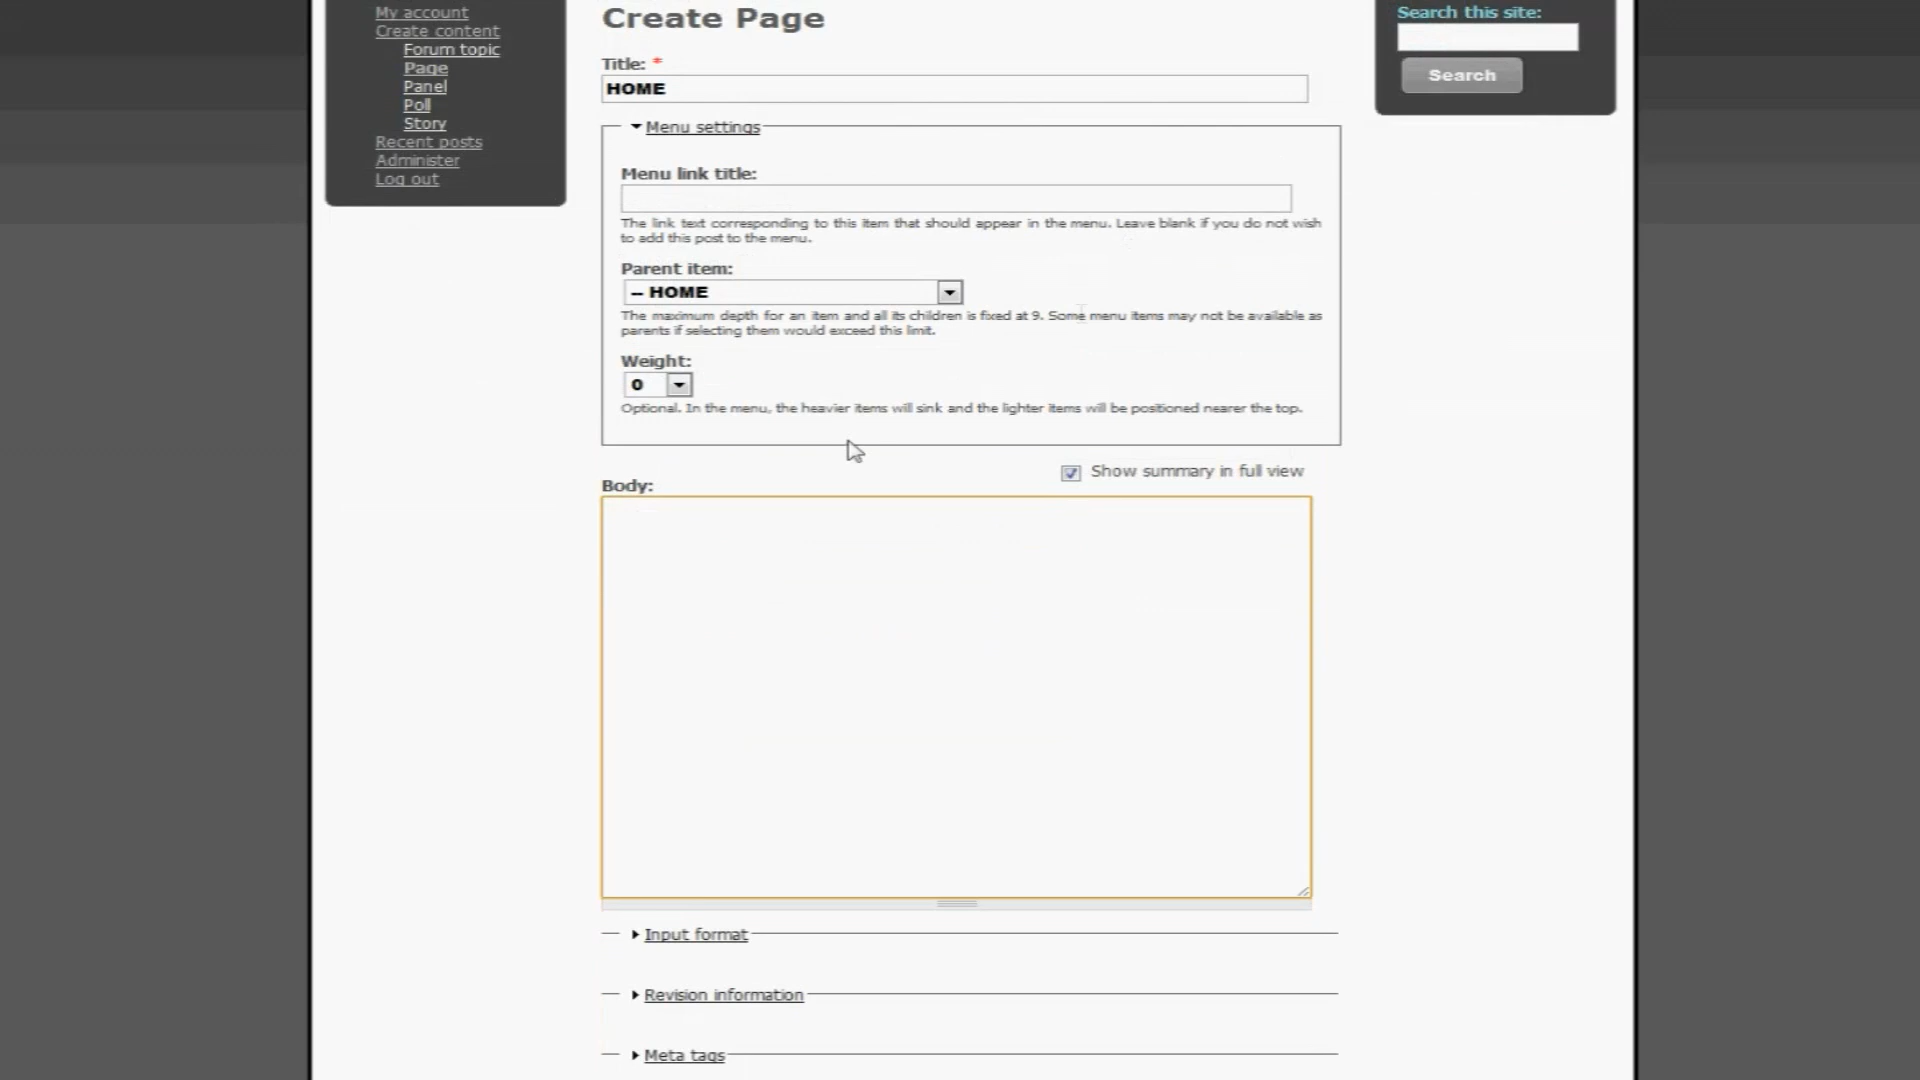 My account
Create content
Forum topic
Page
Panel
Poll
Story
Recent posts
Administer
Log out
Create Page
Title: *
HOME
Menu settings
Menu link title:
The link text corresponding to this item that should appear in the menu. Leave blank if you do not wish
to add this post to the menu.
Parent item:
-- HOME
The maximum depth for an item and all its children is fixed at 9. Some menu items may not be available as
parents if selecting them would exceed this limit.
Weight:
0
Optional. In the menu, the heavier items will sink and the lighter items will be positioned nearer the top.
Show summary in full view
Body:
Input format
Revision information
Meta tags
Search this site:
Search